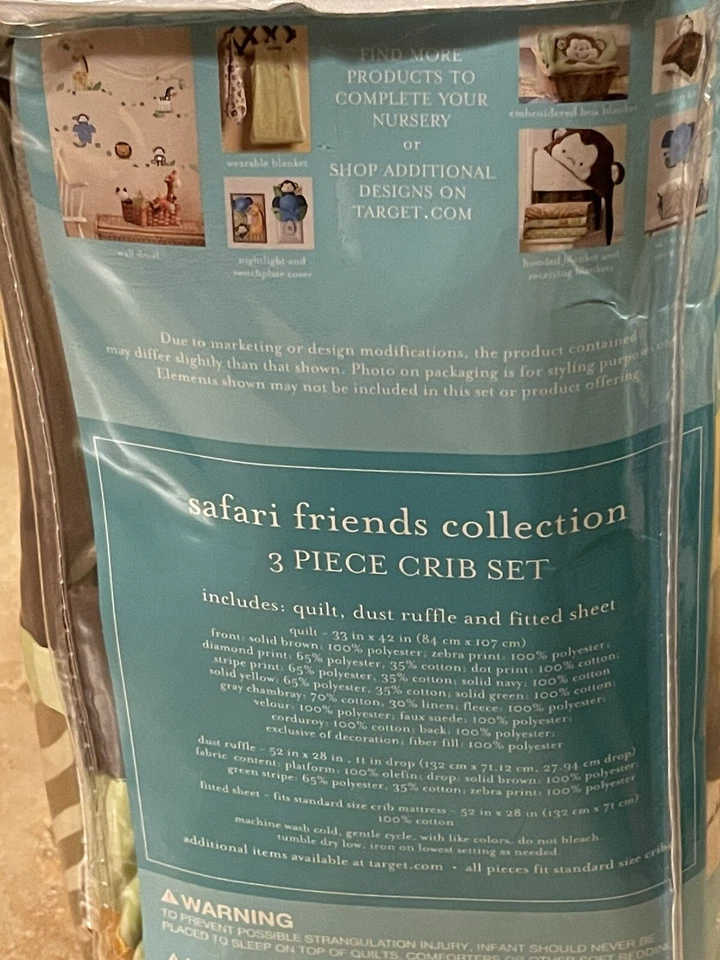 FIND MORE
PRODUCTS TO
COMPLETE YOUR
NURSERY
or
SHOP ADDITIONAL
DESIGNS ON
TARGET.COM
wall decal
wearable blanket
nightlight and
switchplate cover
embroidered boa blanket
hooded blanket and
receiving blankets
Due to marketing or design modifications, the product contained
may differ slightly than that shown. Photo on packaging is for styling purposes
Elements shown may not be included in this set or product offering.
safari friends collection
3 PIECE CRIB SET
includes: quilt, dust ruffle and fitted sheet
quilt - 33 in x 42 in (84 cm x 107 cm)
front: solid brown: 100% polyester; zebra print: 100% polyester;
diamond print: 65% polyester, 35% cotton; dot print: 100% cotton;
stripe print: 65% polyester, 35% cotton; solid navy: 100% cotton
solid yellow: 65% polyester, 35% cotton; solid green: 100% cotton;
gray chambray: 70% cotton, 30% linen; fleece: 100% polyester;
velour: 100% polyester; faux suede: 100% polyester;
corduroy: 100% cotton; back: 100% polyester;
exclusive of decoration; fiber fill: 100% polyester
dust ruffle - 52 in x 28 in , 11 in drop (132 cm x 71.12 cm, 27.94 cm drop)
fabric content: platform: 100% olefin; drop: solid brown: 100% polyester;
green stripe: 65% polyester, 35% cotton; zebra print: 100% polyester
fitted sheet - fits standard size crib mattress - 52 in x 28 in (132 cm x 71 cm)
100% cotton
machine wash cold, gentle cycle, with like colors, do not bleach.
tumble dry low, iron on lowest setting as needed.
additional items available at target.com • all pieces fit standard size cribs
WARNING
TO PREVENT POSSIBLE STRANGULATION INJURY, INFANT SHOULD NEVER BE
PLACED TO SLEEP ON TOP OF QUILTS, COMFORTERS OR OTHER SOFT BEDDING